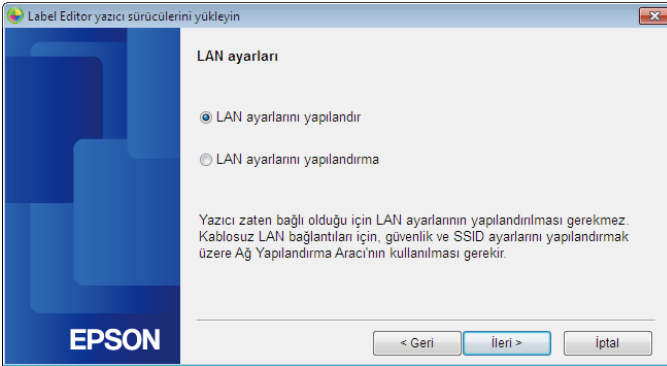 Label Editor yazıcı sürücülerini yükleyin
LAN ayarları
LAN ayarlarını yapılandır
LAN ayarlarını yapılandırma
Yazıcı zaten bağlı olduğu için LAN ayarlarının yapılandırılması gerekmez.
Kablosuz LAN bağlantıları için, güvenlik ve SSID ayarlarını yapılandırmak
üzere Ağ Yapılandırma Aracı'nın kullanılması gerekir.
EPSON
< Geri
İleri >
İptal